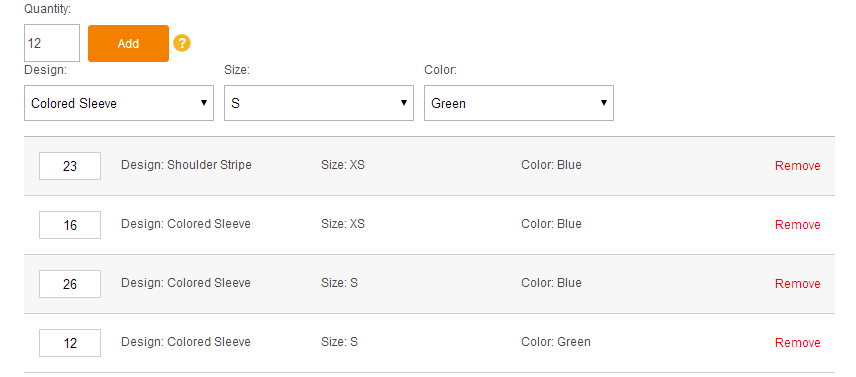 Quantity:
12 Add ?
Design: Size: Color:
Colored Sleeve S Green
23 Design: Shoulder Stripe Size: XS Color: Blue Remove
16 Design: Colored Sleeve Size: XS Color: Blue Remove
26 Design: Colored Sleeve Size: S Color: Blue Remove
12 Design: Colored Sleeve Size: S Color: Green Remove